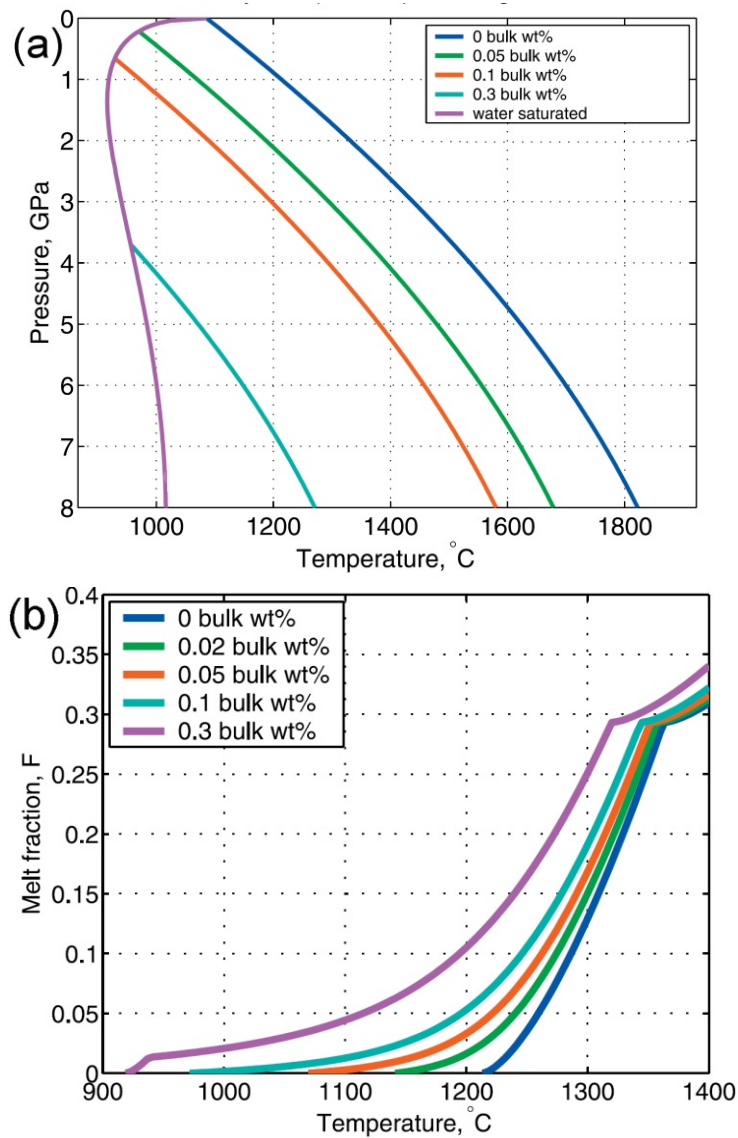 (a)
0
1
2
3
4
5
6
7
8
Pressure, GPa
0 bulk wt%
0.05 bulk wt%
0.1 bulk wt%
0.3 bulk wt%
water saturated
1000 1200 1400 1600 1800
Temperature, °C
(b)
0.4
0.35
0.3
0.25
0.2
0.15
0.1
0.05
0
Melt fraction, F
0 bulk wt%
0.02 bulk wt%
0.05 bulk wt%
0.1 bulk wt%
0.3 bulk wt%
900 1000 1100 1200 1300 1400
Temperature, °C